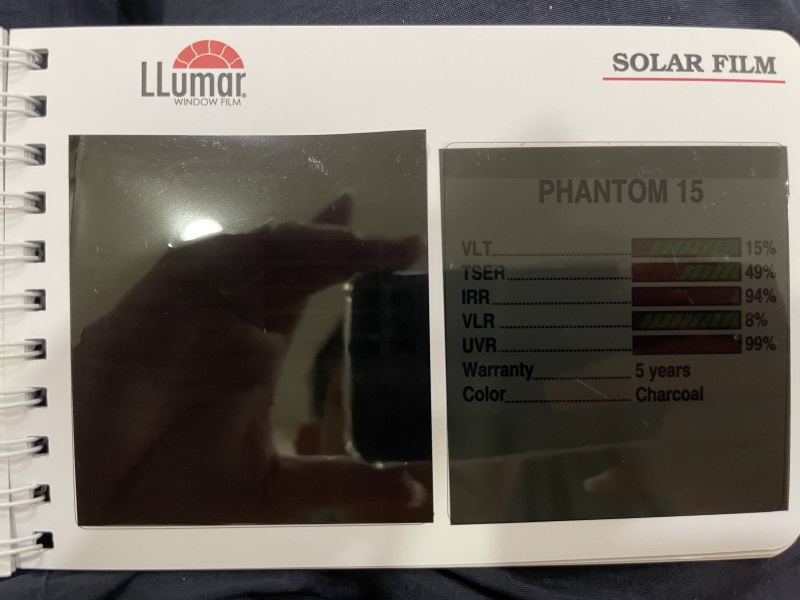 LLumar®
WINDOW FILM
SOLAR FILM
PHANTOM 15
VLT 15%
TSER 49%
IRR 94%
VLR 8%
UVR 99%
Warranty 5 years
Color Charcoal